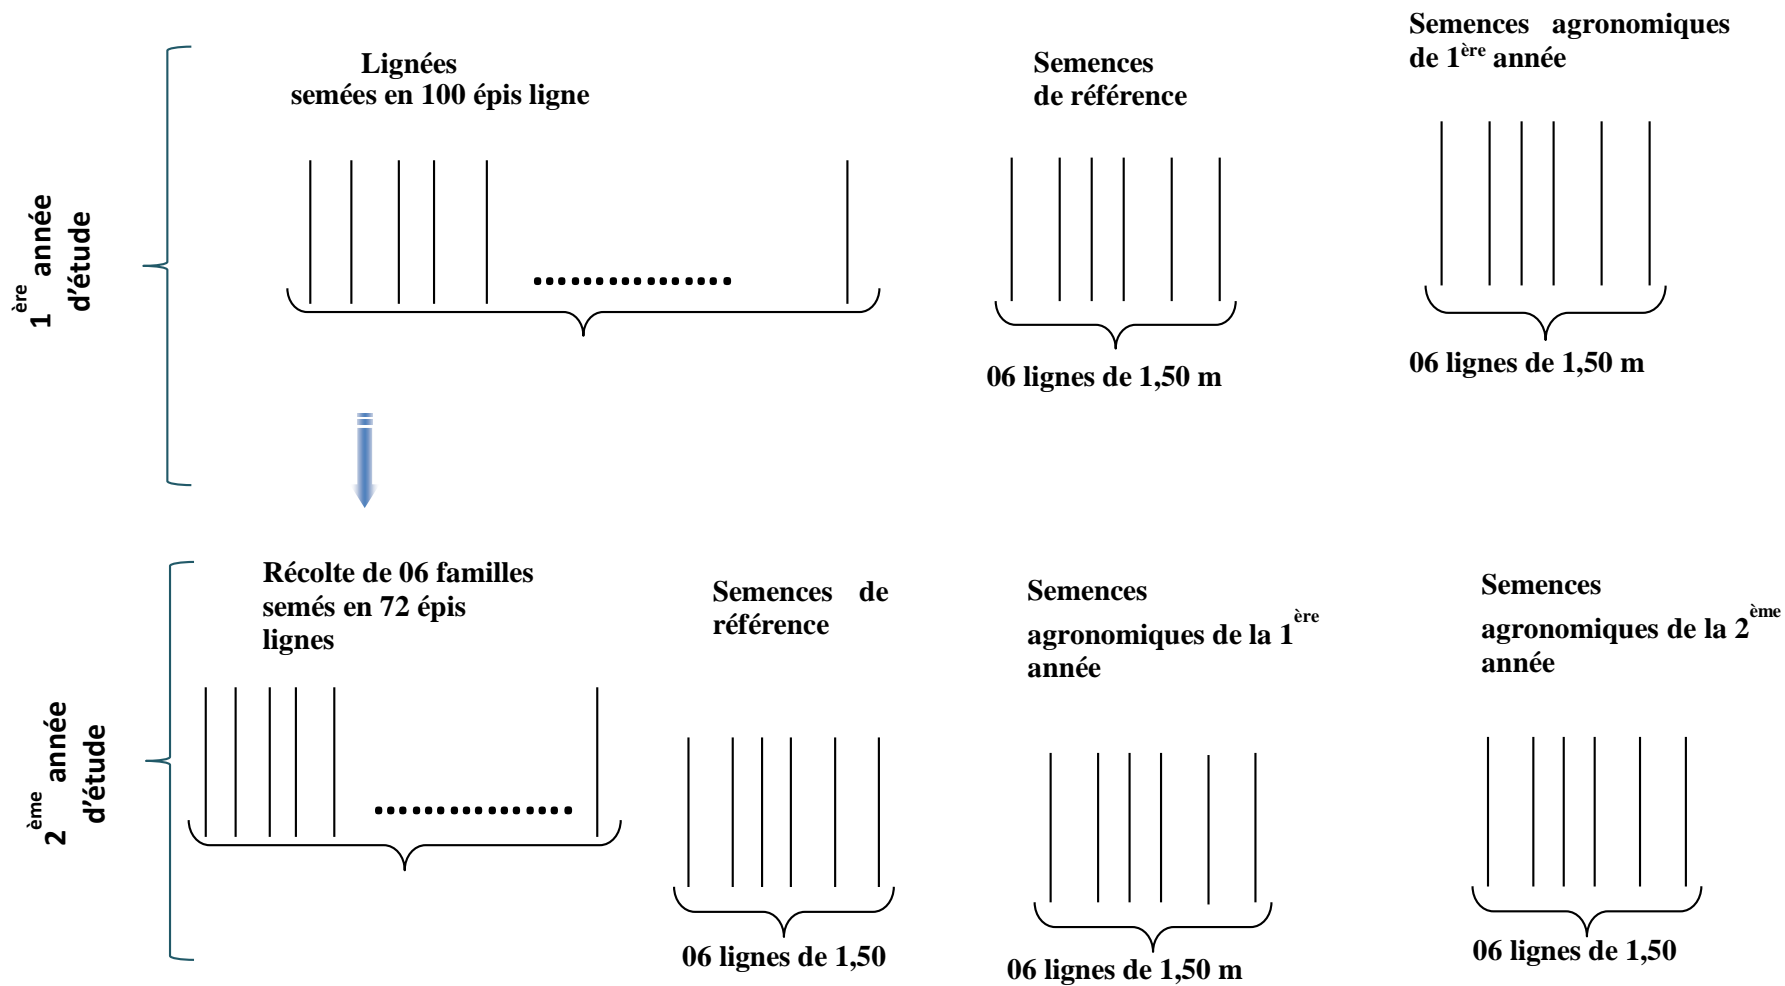 1ère année
d’étude
Lignées
semées en 100 épis ligne
Semences
de référence
06 lignes de 1,50 m
Semences agronomiques
de 1ère année
06 lignes de 1,50 m
2ème année
d’étude
Récolte de 06 familles
semés en 72 épis
lignes
Semences de
référence
06 lignes de 1,50
Semences
agronomiques de la 1ère
année
06 lignes de 1,50 m
Semences
agronomiques de la 2ème
année
06 lignes de 1,50